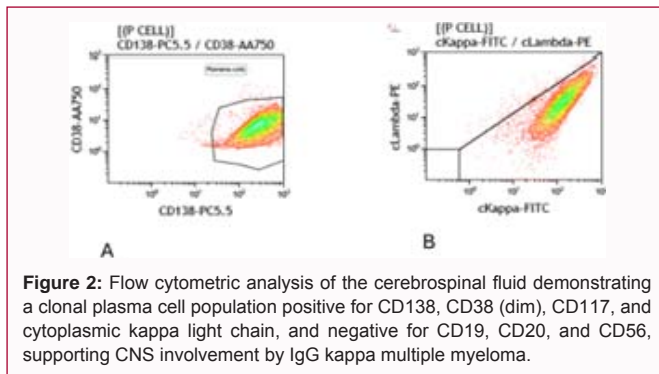 [(P CELL)]
CD138-PC5.5 / CD38-AA750
CD38-AA750
CD138-PC5.5
A
[(P CELL)]
cKappa-FITC / cLambda-PE
cLambda-PE
cKappa-FITC
B
Figure 2: Flow cytometric analysis of the cerebrospinal fluid demonstrating
a clonal plasma cell population positive for CD138, CD38 (dim), CD117, and
cytoplasmic kappa light chain, and negative for CD19, CD20, and CD56,
supporting CNS involvement by IgG kappa multiple myeloma.